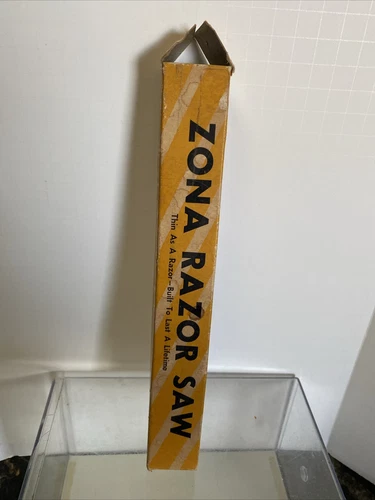 ZONA RAZOR SAW
Thin As A Razor—Built To Last A Lifetime